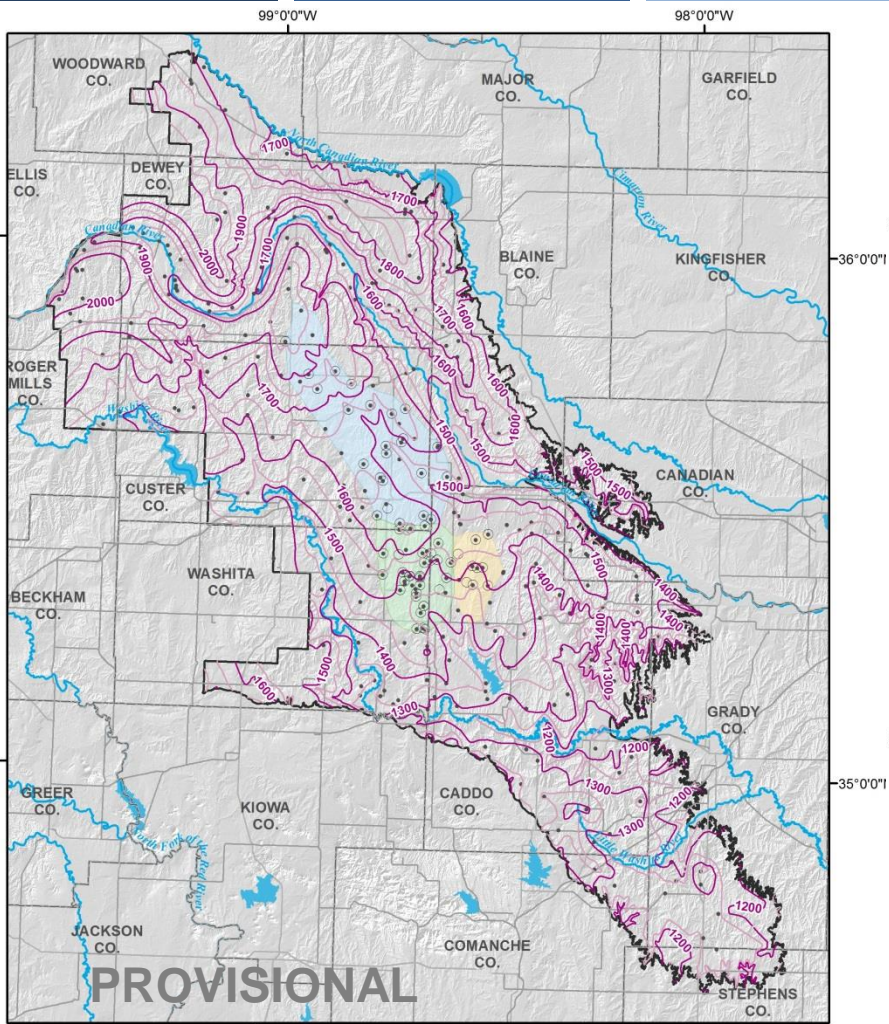 99°0'0"W
98°0'0"W
WOODWARD
CO.
MAJOR
CO.
GARFIELD
CO.
1700
North Canadian River
ELLIS
CO.
DEWEY
CO.
1700
Cimarron River
Canadian River
1900
1700
2000
1900
1800
BLAINE
CO.
KINGFISHER
CO.
36°0'0"N
2000
1600
1700
1600
ROGER
MILLS
CO.
1600
1600
1700
1600
1500
1500
1500
1500
CANADIAN
CO.
CUSTER
CO.
1500
1600
1500
1500
WASHITA
CO.
1400
1400
BECKHAM
CO.
1400
1400
1400
1500
1400
1300
1600
1300
GRADY
CO.
1200
1200
GREER
CO.
KIOWA
CO.
CADDO
CO.
1300
1200
35°0'0"N
1300
North Fork of the Red River
Little Washita River
1200
JACKSON
CO.
COMANCHE
CO.
1200
PROVISIONAL
STEPHENS
CO.